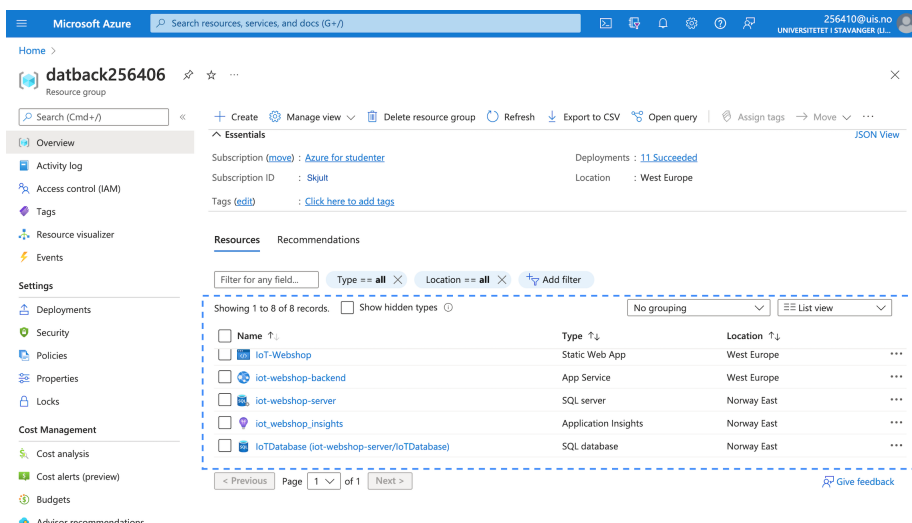 Microsoft Azure
Search resources, services, and docs (G+/)
256410@uis.no
UNIVERSITETET I STAVANGER (LI...
Home >
datback256406
Resource group
Search (Cmd+/)
Create Manage view Delete resource group Refresh Export to CSV Open query Assign tags Move
Overview
Activity log
Access control (IAM)
Tags
Resource visualizer
Events
Settings
Deployments
Security
Policies
Properties
Locks
Cost Management
Cost analysis
Cost alerts (preview)
Budgets
Advisor recommendations
Essentials
JSON View
Subscription (move) : Azure for studenter
Deployments : 11 Succeeded
Subscription ID : Skjult
Location : West Europe
Tags (edit) : Click here to add tags
Resources Recommendations
Filter for any field... Type == all Location == all Add filter
Showing 1 to 8 of 8 records. Show hidden types No grouping List view
Name Type Location
IoT-Webshop Static Web App West Europe
iot-webshop-backend App Service West Europe
iot-webshop-server SQL server Norway East
iot_webshop_insights Application Insights Norway East
IoTDatabase (iot-webshop-server/IoTDatabase) SQL database Norway East
< Previous Page 1 of 1 Next >
Give feedback